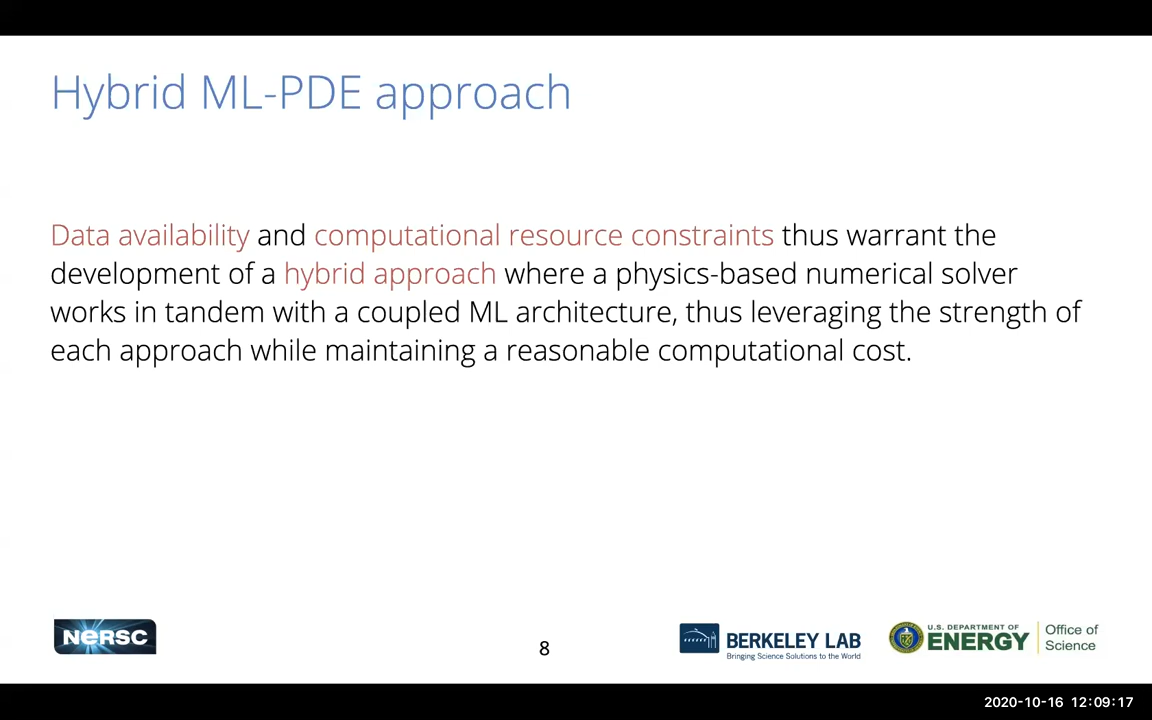 Hybrid ML-PDE approach
Data availability and computational resource constraints thus warrant the
development of a hybrid approach where a physics-based numerical solver
works in tandem with a coupled ML architecture, thus leveraging the strength of
each approach while maintaining a reasonable computational cost.
NERSC
8
BERKELEY LAB
Bringing Science Solutions to the World
U.S. DEPARTMENT OF
ENERGY
Office of
Science
2020-10-16 12:09:17